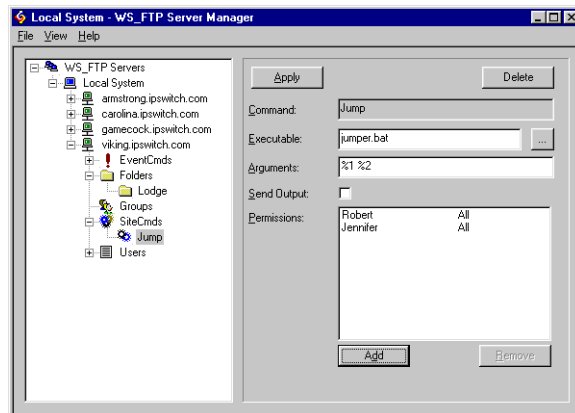 Local System - WS_FTP Server Manager
File View Help
WS_FTP Servers
Local System
armstrong.ipswitch.com
carolina.ipswitch.com
gamecock.ipswitch.com
viking.ipswitch.com
EventCmds
Folders
Lodge
Groups
SiteCmds
Jump
Users
Apply Delete
Command: Jump
Executable: jumper.bat ...
Arguments: %1 %2
Send Output:
Permissions: Robert All
Jennifer All
Add Remove